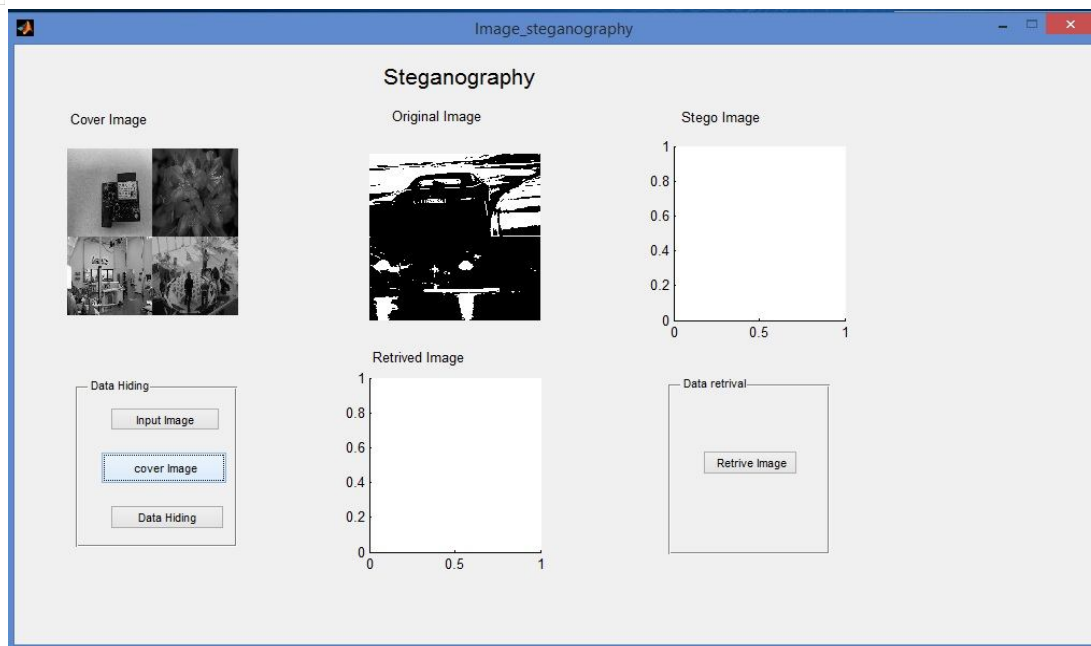 Image_steganography
Steganography
Cover Image
Original Image
Stego Image
1
0.8
0.6
0.4
0.2
0
0 0.5 1
Retrived Image
1
0.8
0.6
0.4
0.2
0
0 0.5 1
Data Hiding
Input Image
cover Image
Data Hiding
Data retrival
Retrive Image